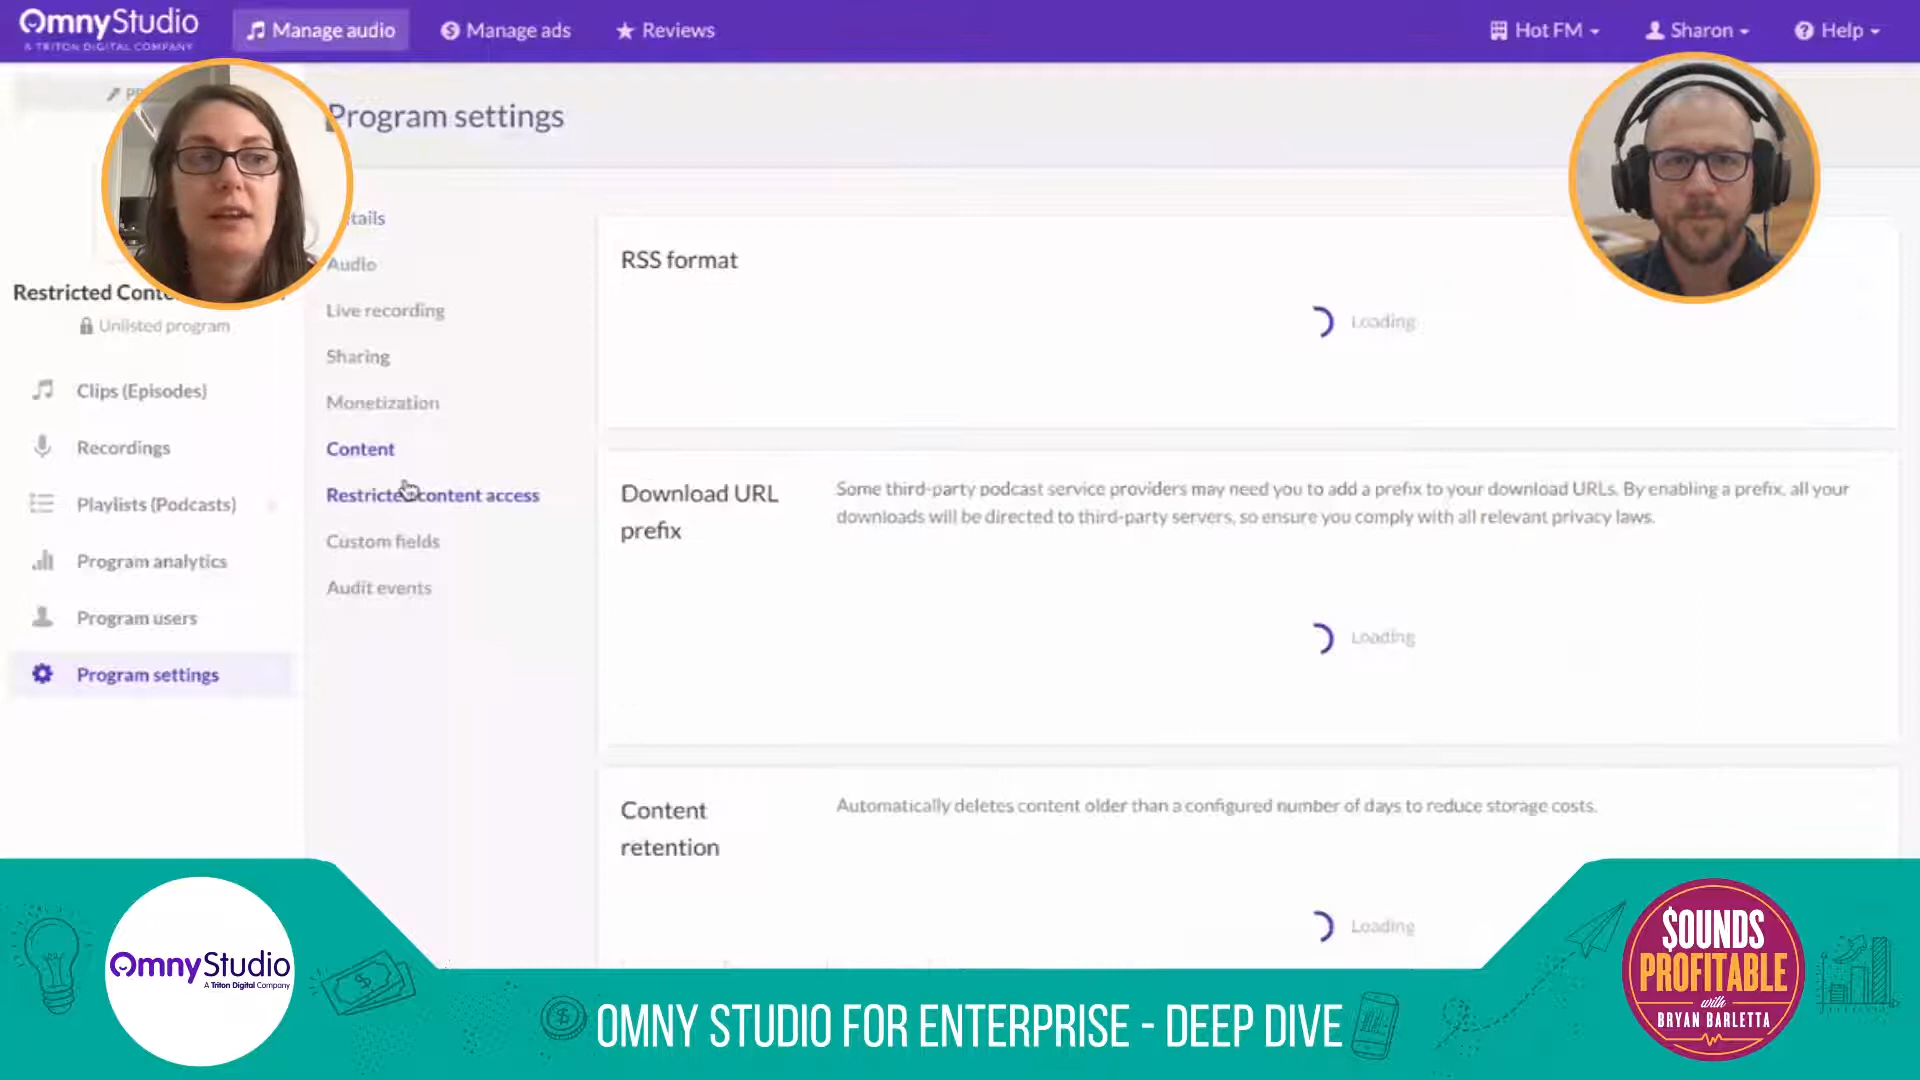 OmnyStudio
A TRITON DIGITAL COMPANY
Manage audio
Manage ads
Reviews
Hot FM
Sharon
Help
Program settings
Restricted
Unlisted program
Clips (Episodes)
Recordings
Playlists (Podcasts)
Program analytics
Program users
Program settings
Audio
Live recording
Sharing
Monetization
Content
Restricted content access
Custom fields
Audit events
RSS format
Loading
Download URL
prefix
Some third-party podcast service providers may need you to add a prefix to your download URLs. By enabling a prefix, all your
downloads will be directed to third-party servers, so ensure you comply with all relevant privacy laws.
Loading
Content
retention
Automatically deletes content older than a configured number of days to reduce storage costs.
Loading
OmnyStudio
A Triton Digital Company
OMNY STUDIO FOR ENTERPRISE - DEEP DIVE
$OUNDS
PROFITABLE
with
BRYAN BARLETTA